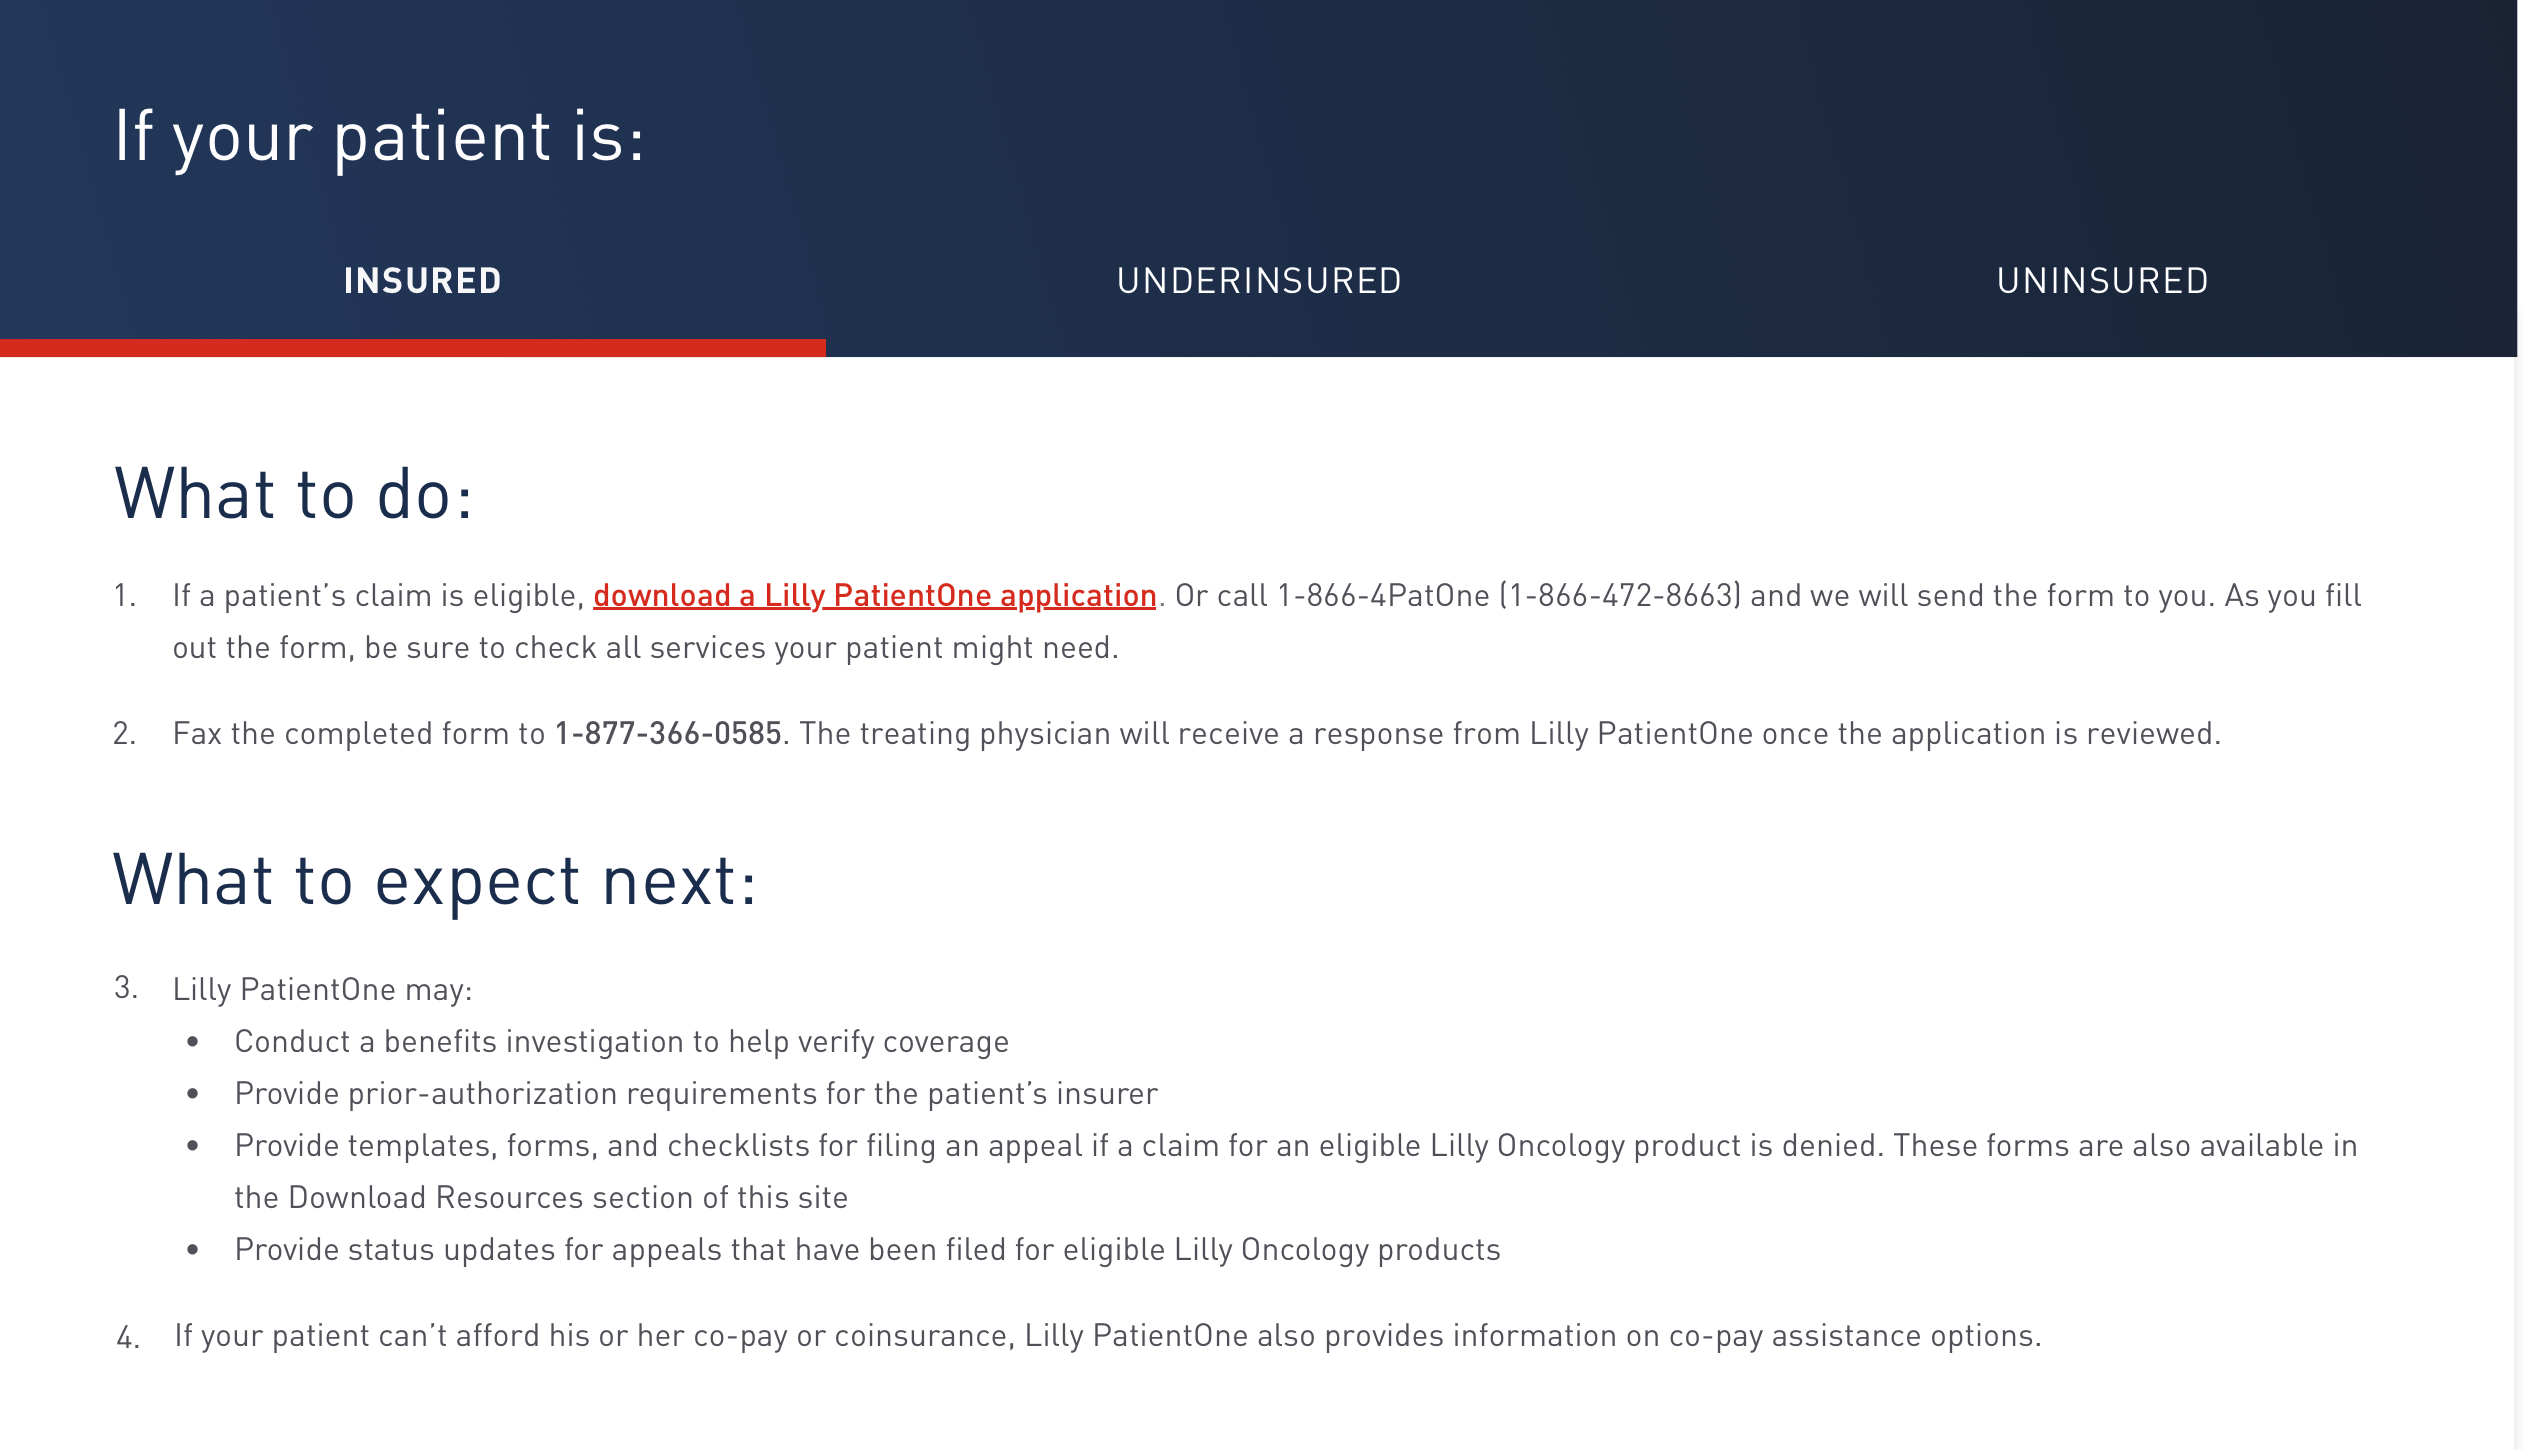 If your patient is:
INSURED
UNDERINSURED
UNINSURED
What to do:
1. If a patient’s claim is eligible, download a Lilly PatientOne application. Or call 1-866-4PatOne (1-866-472-8663) and we will send the form to you. As you fill
out the form, be sure to check all services your patient might need.
2. Fax the completed form to 1-877-366-0585. The treating physician will receive a response from Lilly PatientOne once the application is reviewed.
What to expect next:
3. Lilly PatientOne may:
• Conduct a benefits investigation to help verify coverage
• Provide prior-authorization requirements for the patient’s insurer
• Provide templates, forms, and checklists for filing an appeal if a claim for an eligible Lilly Oncology product is denied. These forms are also available in
the Download Resources section of this site
• Provide status updates for appeals that have been filed for eligible Lilly Oncology products
4. If your patient can’t afford his or her co-pay or coinsurance, Lilly PatientOne also provides information on co-pay assistance options.